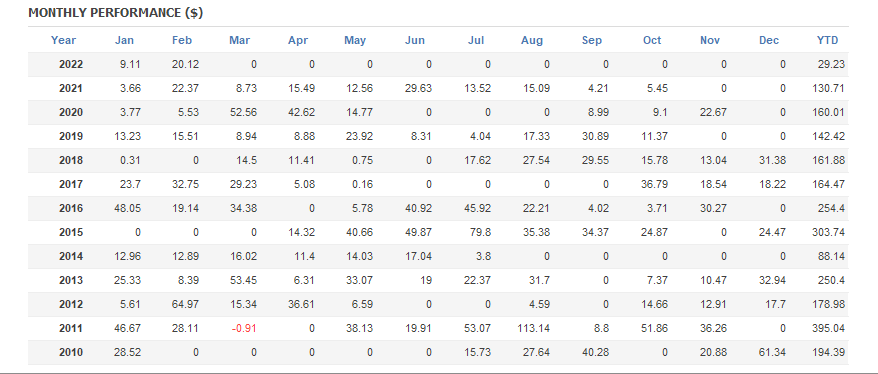 MONTHLY PERFORMANCE ($)
Year Jan Feb Mar Apr May Jun Jul Aug Sep Oct Nov Dec YTD
2022 9.11 20.12 0 0 0 0 0 0 0 0 0 0 29.23
2021 3.66 22.37 8.73 15.49 12.56 29.63 13.52 15.09 4.21 5.45 0 0 130.71
2020 3.77 5.53 52.56 42.62 14.77 0 0 0 8.99 9.1 22.67 0 160.01
2019 13.23 15.51 8.94 8.88 23.92 8.31 4.04 17.33 30.89 11.37 0 0 142.42
2018 0.31 0 14.5 11.41 0.75 0 17.62 27.54 29.55 15.78 13.04 31.38 161.88
2017 23.7 32.75 29.23 5.08 0.16 0 0 0 0 36.79 18.54 18.22 164.47
2016 48.05 19.14 34.38 0 5.78 40.92 45.92 22.21 4.02 3.71 30.27 0 254.4
2015 0 0 0 14.32 40.66 49.87 79.8 35.38 34.37 24.87 0 24.47 303.74
2014 12.96 12.89 16.02 11.4 14.03 17.04 3.8 0 0 0 0 0 88.14
2013 25.33 8.39 53.45 6.31 33.07 19 22.37 31.7 0 7.37 10.47 32.94 250.4
2012 5.61 64.97 15.34 36.61 6.59 0 0 4.59 0 14.66 12.91 17.7 178.98
2011 46.67 28.11 -0.91 0 38.13 19.91 53.07 113.14 8.8 51.86 36.26 0 395.04
2010 28.52 0 0 0 0 0 15.73 27.64 40.28 0 20.88 61.34 194.39